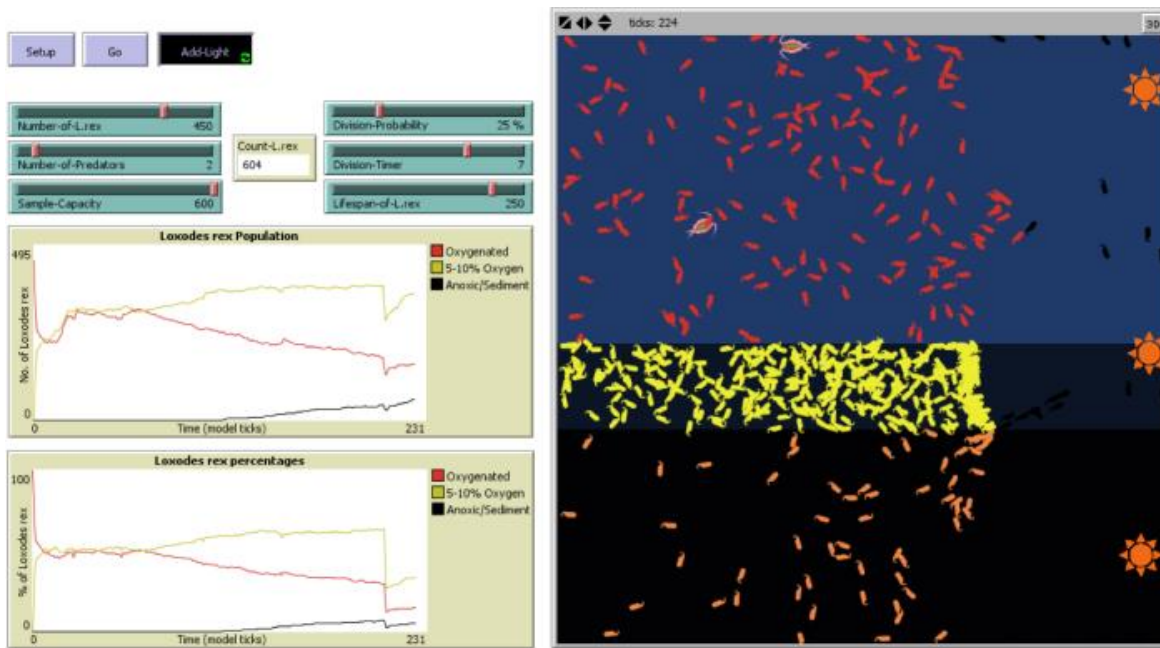 Setup
Go
Add-Light
Number-of-L.rex 450
Number-of-Predators 2
Sample-Capacity 600
Count-L.rex
604
Division-Probability 25 %
Division-Timer 7
Lifespan-of-L.rex 250
Loxodes rex Population
495
No. of Loxodes rex
0
0
Time (model ticks)
231
Oxygenated
5-10% Oxygen
Anoxic/Sediment
Loxodes rex percentages
100
% of Loxodes rex
0
0
Time (model ticks)
231
Oxygenated
5-10% Oxygen
Anoxic/Sediment
ticks: 224
3D